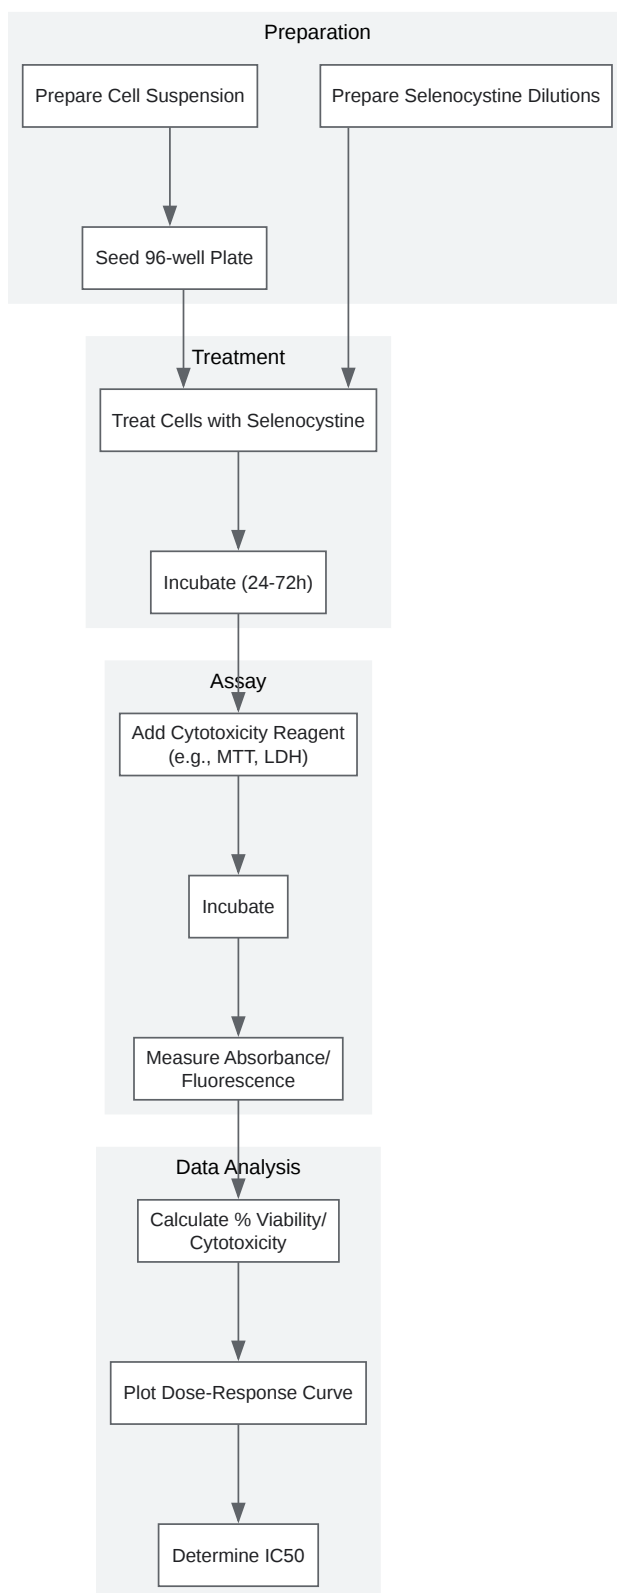 Preparation
Prepare Cell Suspension
Prepare Selenocystine Dilutions
Seed 96-well Plate
Treatment
Treat Cells with Selenocystine
Incubate (24-72h)
Assay
Add Cytotoxicity Reagent
(e.g., MTT, LDH)
Incubate
Measure Absorbance/
Fluorescence
Data Analysis
Calculate % Viability/
Cytotoxicity
Plot Dose-Response Curve
Determine IC50